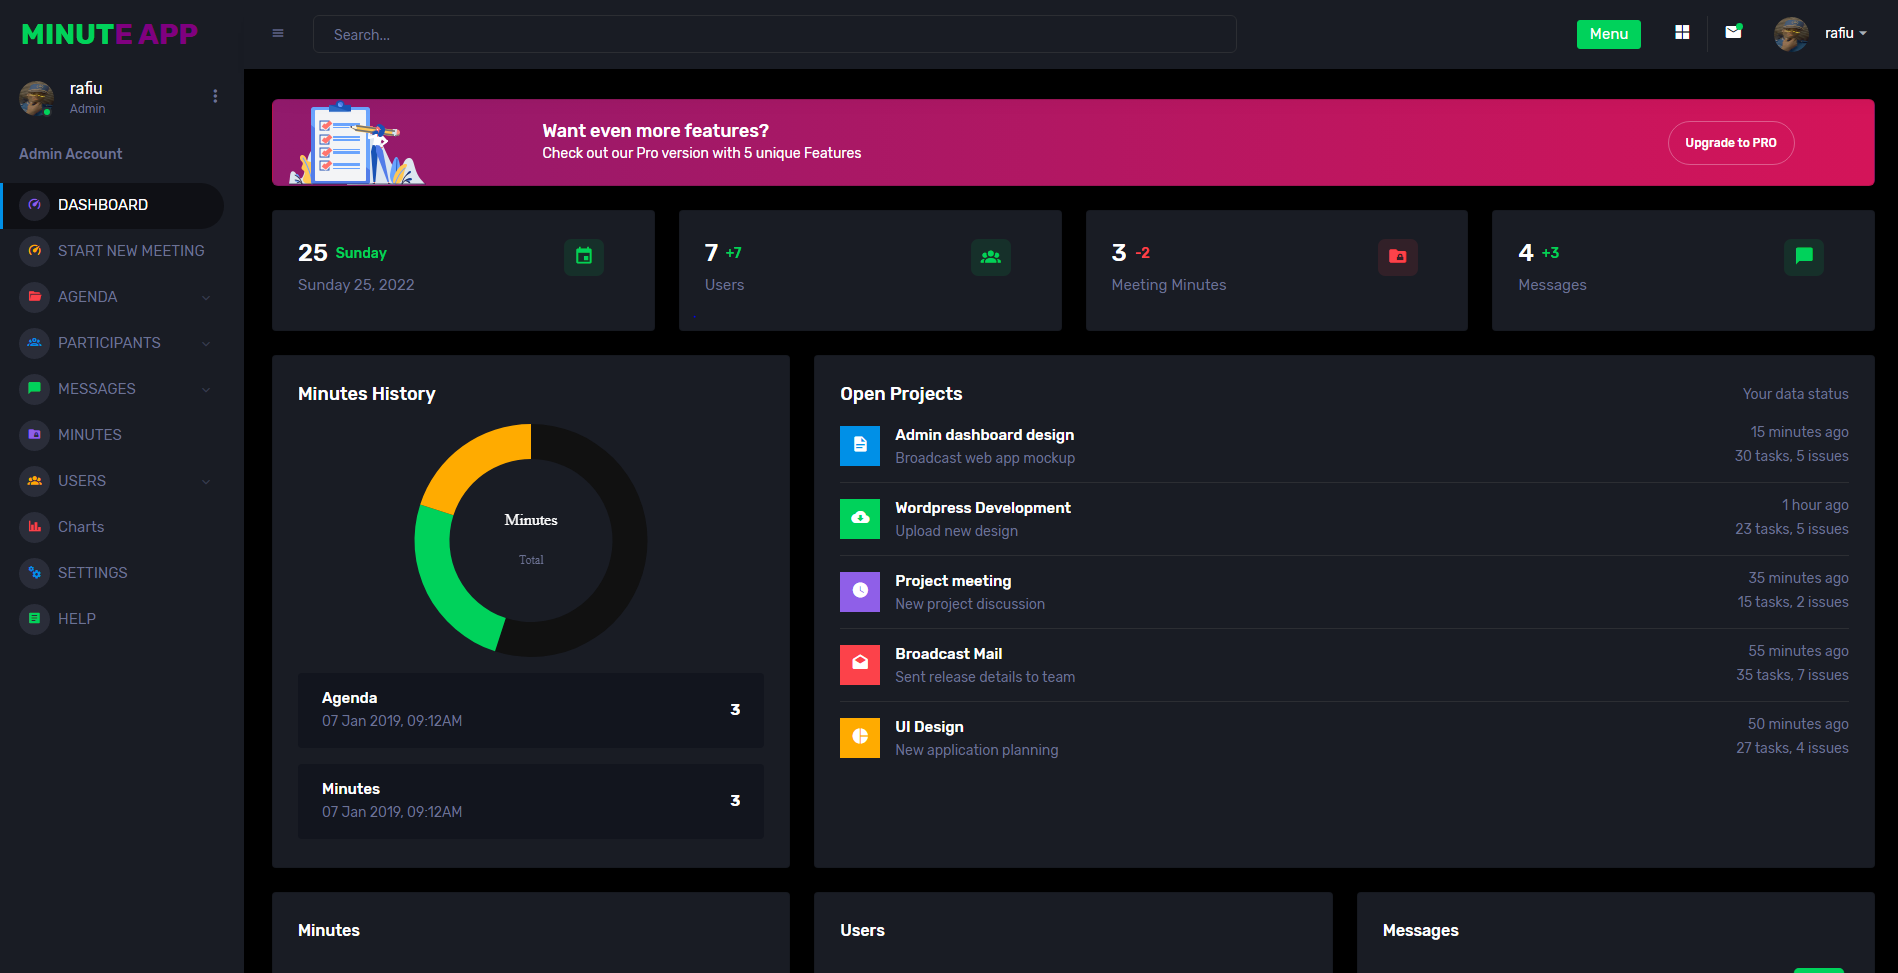 MINUTE APP
Search...
Menu
rafiu
rafiu
Admin
Admin Account
DASHBOARD
START NEW MEETING
AGENDA
PARTICIPANTS
MESSAGES
MINUTES
USERS
Charts
SETTINGS
HELP
Want even more features?
Check out our Pro version with 5 unique Features
Upgrade to PRO
25 Sunday
Sunday 25, 2022
7 +7
Users
3 -2
Meeting Minutes
4 +3
Messages
Minutes History
Minutes
Total
Agenda
07 Jan 2019, 09:12AM
3
Minutes
07 Jan 2019, 09:12AM
3
Open Projects
Your data status
Admin dashboard design
Broadcast web app mockup
15 minutes ago
30 tasks, 5 issues
Wordpress Development
Upload new design
1 hour ago
23 tasks, 5 issues
Project meeting
New project discussion
35 minutes ago
15 tasks, 2 issues
Broadcast Mail
Sent release details to team
55 minutes ago
35 tasks, 7 issues
UI Design
New application planning
50 minutes ago
27 tasks, 4 issues
Minutes
Users
Messages